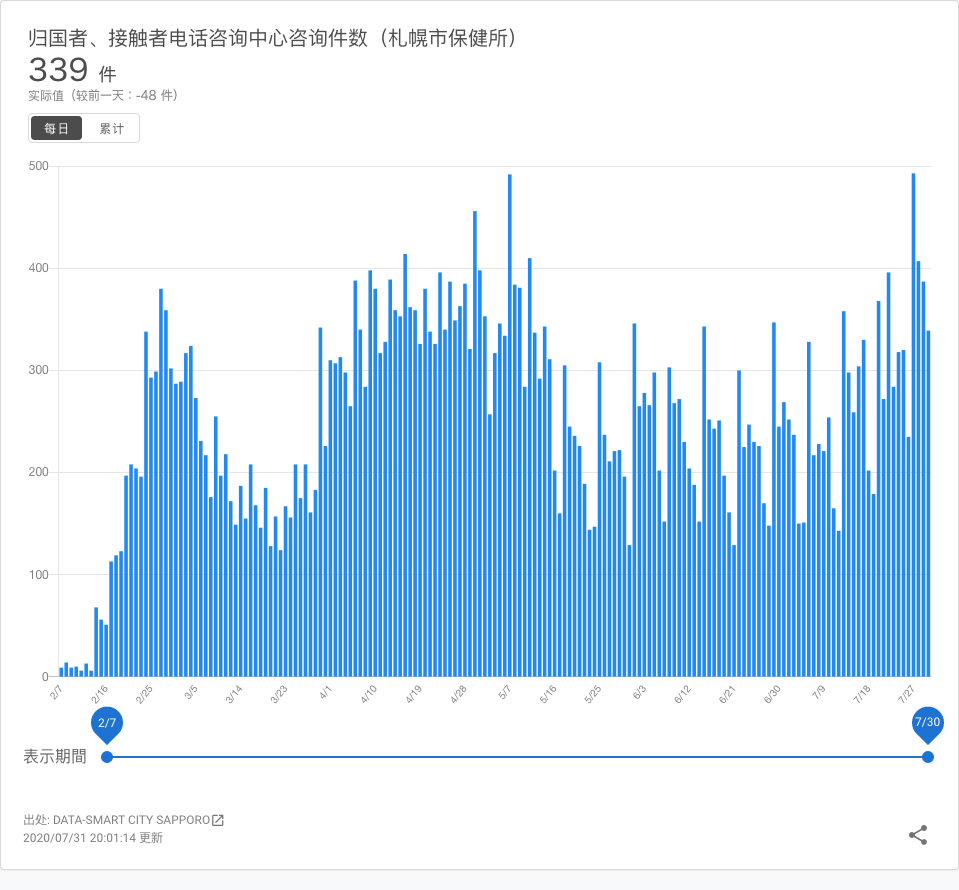 归国者、接触者电话咨询中心咨询件数（札幌市保健所）
339 件
实际值（较前一天：-48 件）
每日 累计
500
400
300
200
100
0
2/7 2/16 2/25 3/5 3/14 3/23 4/1 4/10 4/19 4/28 5/7 5/16 5/25 6/3 6/12 6/21 6/30 7/9 7/18 7/27
2/7 7/30
表示期間
出处: DATA-SMART CITY SAPPORO
2020/07/31 20:01:14 更新